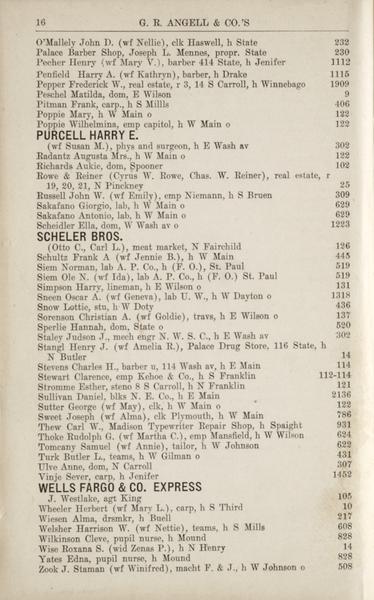 16 G. R. ANGELL & CO.'S
O'Mallely John D. (wf Nellie), clk Haswell, h State 232
Palace Barber Shop, Joseph L. Mennes, propr. State 230
Pecher Henry (wf Mary V.), barber 414 State, h Jenifer 1112
Penfield Harry A. (wf Kathryn), barber, h Drake 1115
Pepper Frederick W., real estate, r 3, 14 S Carroll, h Winnebago 1909
Peschel Matilda, dom, E Wilson 9
Pitman Frank, carp., h S Millls 406
Poppie Mary, h W Main o 122
Poppie Wilhelmina, emp capitol, h W Main o 122
PURCELL HARRY E.
(wf Susan M.), phys and surgeon, h E Wash av 302
Radantz Augusta Mrs., h W Main o 122
Richards Aukie, dom, Spooner 102
Rowe & Reiner (Cyrus W. Rowe, Chas. W. Reiner), real estate, r
19, 20, 21, N Pinckney 25
Russell John W. (wf Emily), emp Niemann, h S Bruen 309
Sakafano Giorgio, lab, h W Main o 629
Sakafano Antonio, lab, h W Main o 629
Scheidler Ella, dom, W Wash av o 1223
SCHELER BROS.
(Otto C., Carl L.), meat market, N Fairchild 126
Schultz Frank A (wf Jennie B.), h W Main 445
Siem Norman, lab A. P. Co., h (F. O.), St. Paul 519
Siem Ole N. (wf Ida), lab A. P. Co., h (F. O.) St. Paul 519
Simpson Harry, lineman, h E Wilson o 131
Sneen Oscar A. (wf Geneva), lab U. W., h W Dayton o 1318
Snow Lottie, stu, h W Doty 436
Sorenson Christian A. (wf Goldie), travs, h E Wilson o 137
Sperlie Hannah, dom, State o 520
Staley Judson J., mech engr N. W. S. C., h E Wash av 302
Stangl Henry J. (wf Amelia R.), Palace Drug Store, 116 State, h
N Butler 14
Stevens Charles H., barber u, 114 Wash av, h E Main 114
Stewart Clarence, emp Kehoe & Co., h S Franklin 112-114
Stromme Esther, steno 8 S Carroll, h N Franklin 121
Sullivan Daniel, blks N. E. Co., h E Main 2136
Sutter George (wf May), clk, h W Main o 122
Sweet Joseph (wf Alma), clk Plymouth, h W Main 786
Thew Carl W., Madison Typewriter Repair Shop, h Spaight 931
Thoke Rudolph G. (wf Martha C.), emp Mansfield, h W Wilson 624
Tomcany Samuel (wf Annie), tailor, h W Johnson 622
Turk Butler L., teams, h W Gilman o 431
Ulve Anne, dom, N Carroll 307
Vinje Sever, carp, h Jenifer 1452
WELLS FARGO & CO. EXPRESS
J. Westlake, agt King 105
Wheeler Herbert (wf Mary L.), carp, h S Third 10
Wiesen Alma, drsmkr, h Buell 217
Welsher Harrison W. (wf Nettie), teams, h S Mills 608
Wilkinson Cleve, pupil nurse, h Mound 828
Wise Roxana S. (wid Zenas P.), h N Henry 14
Yates Edna, pupil nurse, h Mound 828
Zook J. Staman (wf Winifred), macht F. & J., h W Johnson o 508